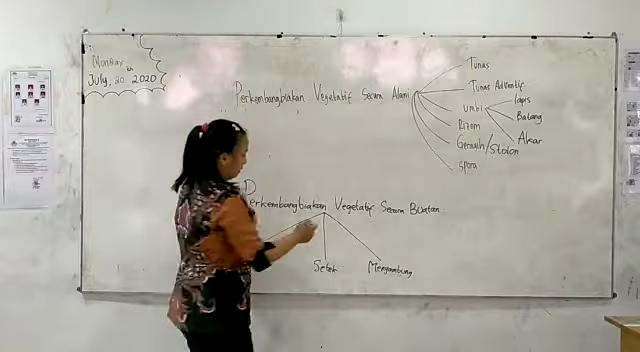 Monday
July, 20 2020
Perkembangbiakan Vegetatif Secara Alami
Tunas
Tunas Adventif
Umbi
lapis
Batang
Akar
Rizom
Geragih/Stolon
Spora
Perkembangbiakan Vegetatif Secara Buatan
Setek
Menyambung